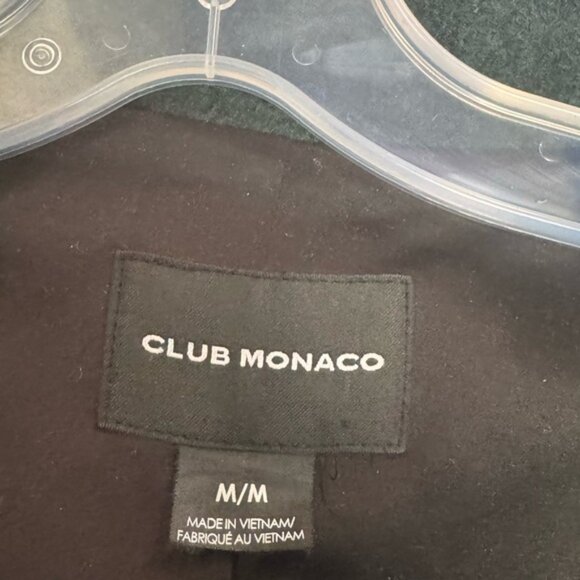 CLUB MONACO
M/M
MADE IN VIETNAM/
FABRIQUÉ AU VIETNAM